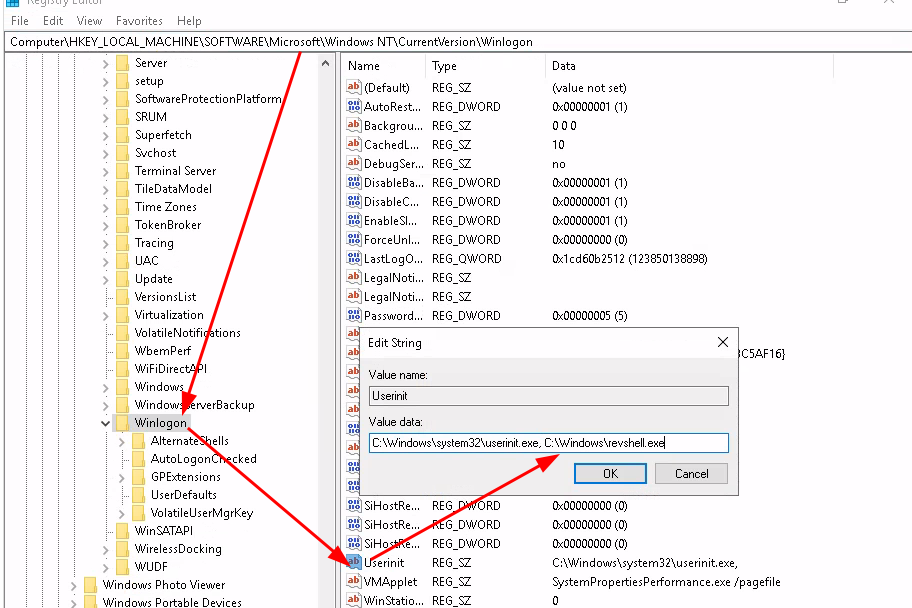 Registry Editor
File Edit View Favorites Help
Computer\HKEY_LOCAL_MACHINE\SOFTWARE\Microsoft\Windows NT\CurrentVersion\Winlogon
Server
setup
SoftwareProtectionPlatform
SRUM
Superfetch
Svchost
Terminal Server
TileDataModel
Time Zones
TokenBroker
Tracing
UAC
Update
VersionsList
Virtualization
VolatileNotifications
WbemPerf
WiFiDirectAPI
Windows
WindowsServerBackup
Winlogon
AlternateShells
AutoLogonChecked
GPExtensions
UserDefaults
VolatileUserMgrKey
WinSATAPI
WirelessDocking
WUDF
Windows Photo Viewer
Windows Portable Devices
Name Type Data
(Default) REG_SZ (value not set)
AutoRest... REG_DWORD 0x00000001 (1)
Backgrou... REG_SZ 0 0 0
CachedL... REG_SZ 10
DebugSer... REG_SZ no
DisableBa... REG_DWORD 0x00000001 (1)
DisableC... REG_DWORD 0x00000001 (1)
EnableSI... REG_DWORD 0x00000001 (1)
ForceUnl... REG_DWORD 0x00000000 (0)
LastLogO... REG_QWORD 0x1cd60b2512 (123850138898)
LegalNoti... REG_SZ
LegalNoti... REG_SZ
Password... REG_DWORD 0x00000005 (5)
C5AF16}
Edit String
Value name:
Userinit
Value data:
C:\Windows\system32\userinit.exe, C:\Windows\revshell.exe
OK Cancel
SiHostRe... REG_DWORD 0x00000000 (0)
SiHostRe... REG_DWORD 0x00000000 (0)
SiHostRe... REG_DWORD 0x00000000 (0)
Userinit REG_SZ C:\Windows\system32\userinit.exe,
VMApplet REG_SZ SystemPropertiesPerformance.exe /pagefile
WinStatio... REG_SZ 0